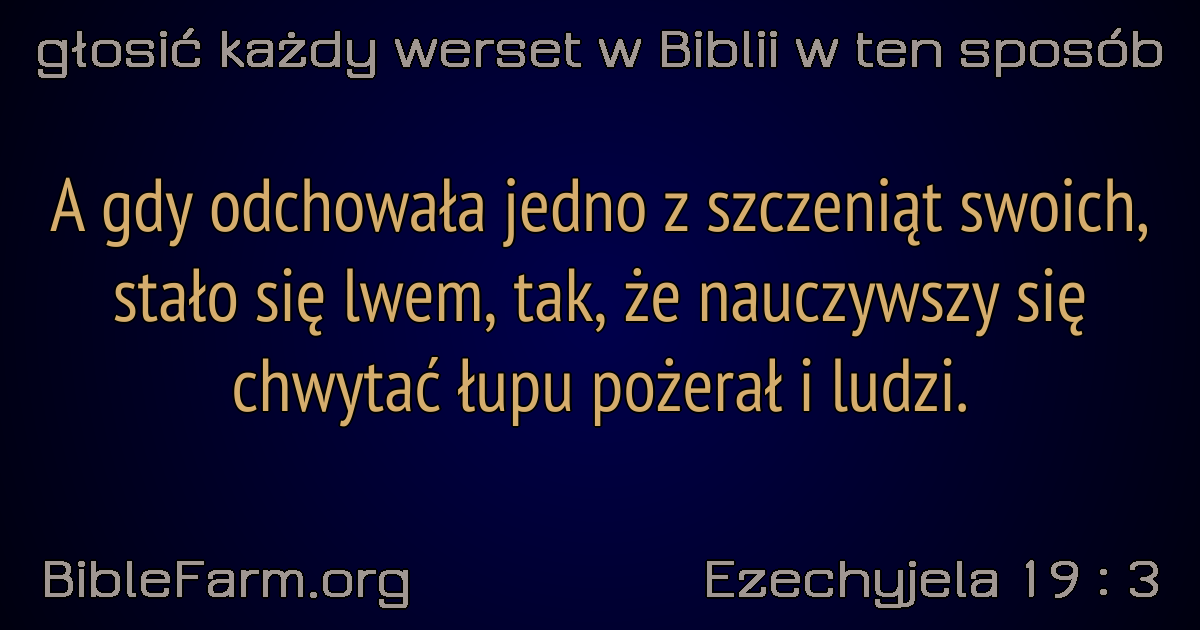 głosić każdy werset w Biblii w ten sposób
A gdy odchowała jedno z szczeniąt swoich,
stało się lwem, tak, że nauczywszy się
chwytać łupu pożerał i ludzi.
BibleFarm.org
Ezechyjela 19 : 3